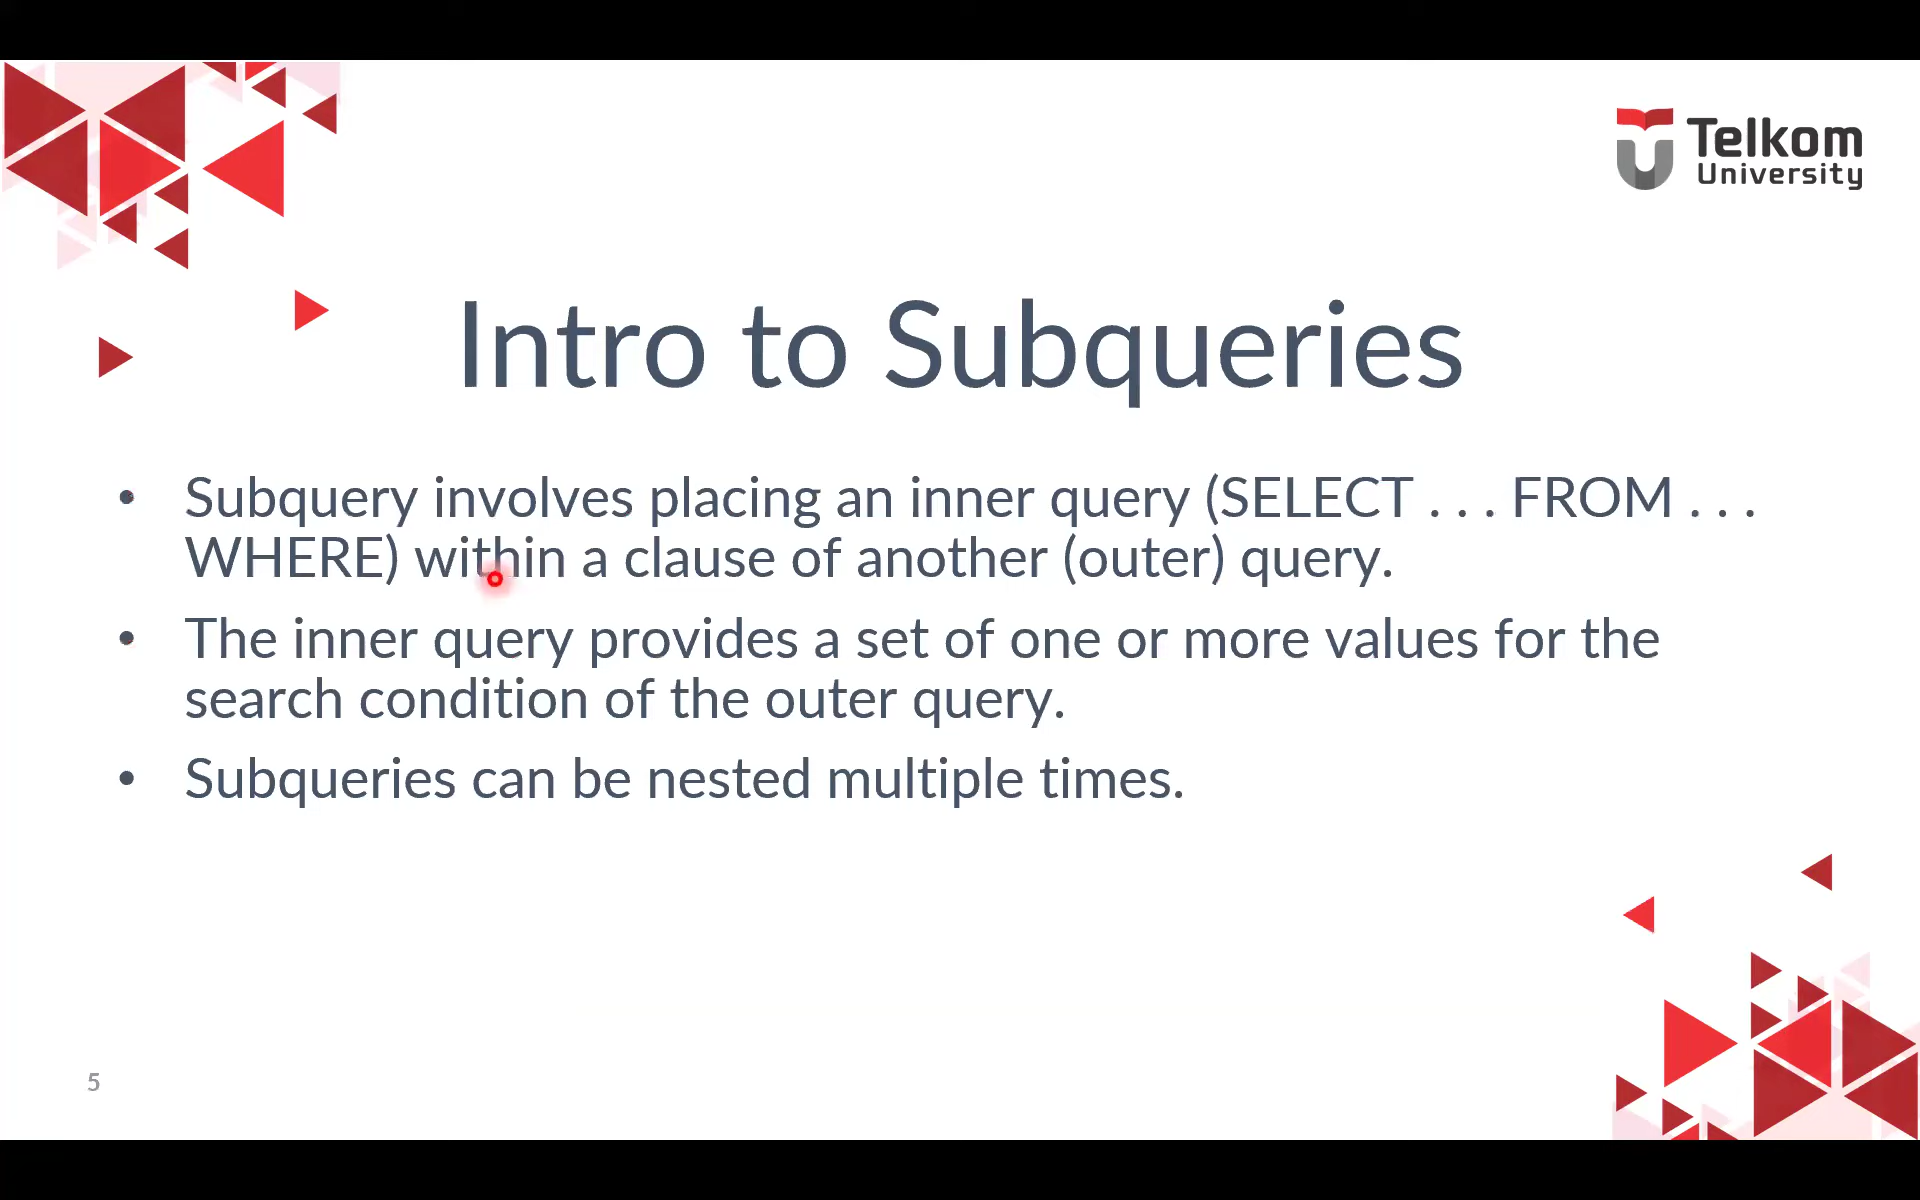 Telkom
University
Intro to Subqueries
• Subquery involves placing an inner query (SELECT . . . FROM . . .
WHERE) within a clause of another (outer) query.
• The inner query provides a set of one or more values for the
search condition of the outer query.
• Subqueries can be nested multiple times.
5